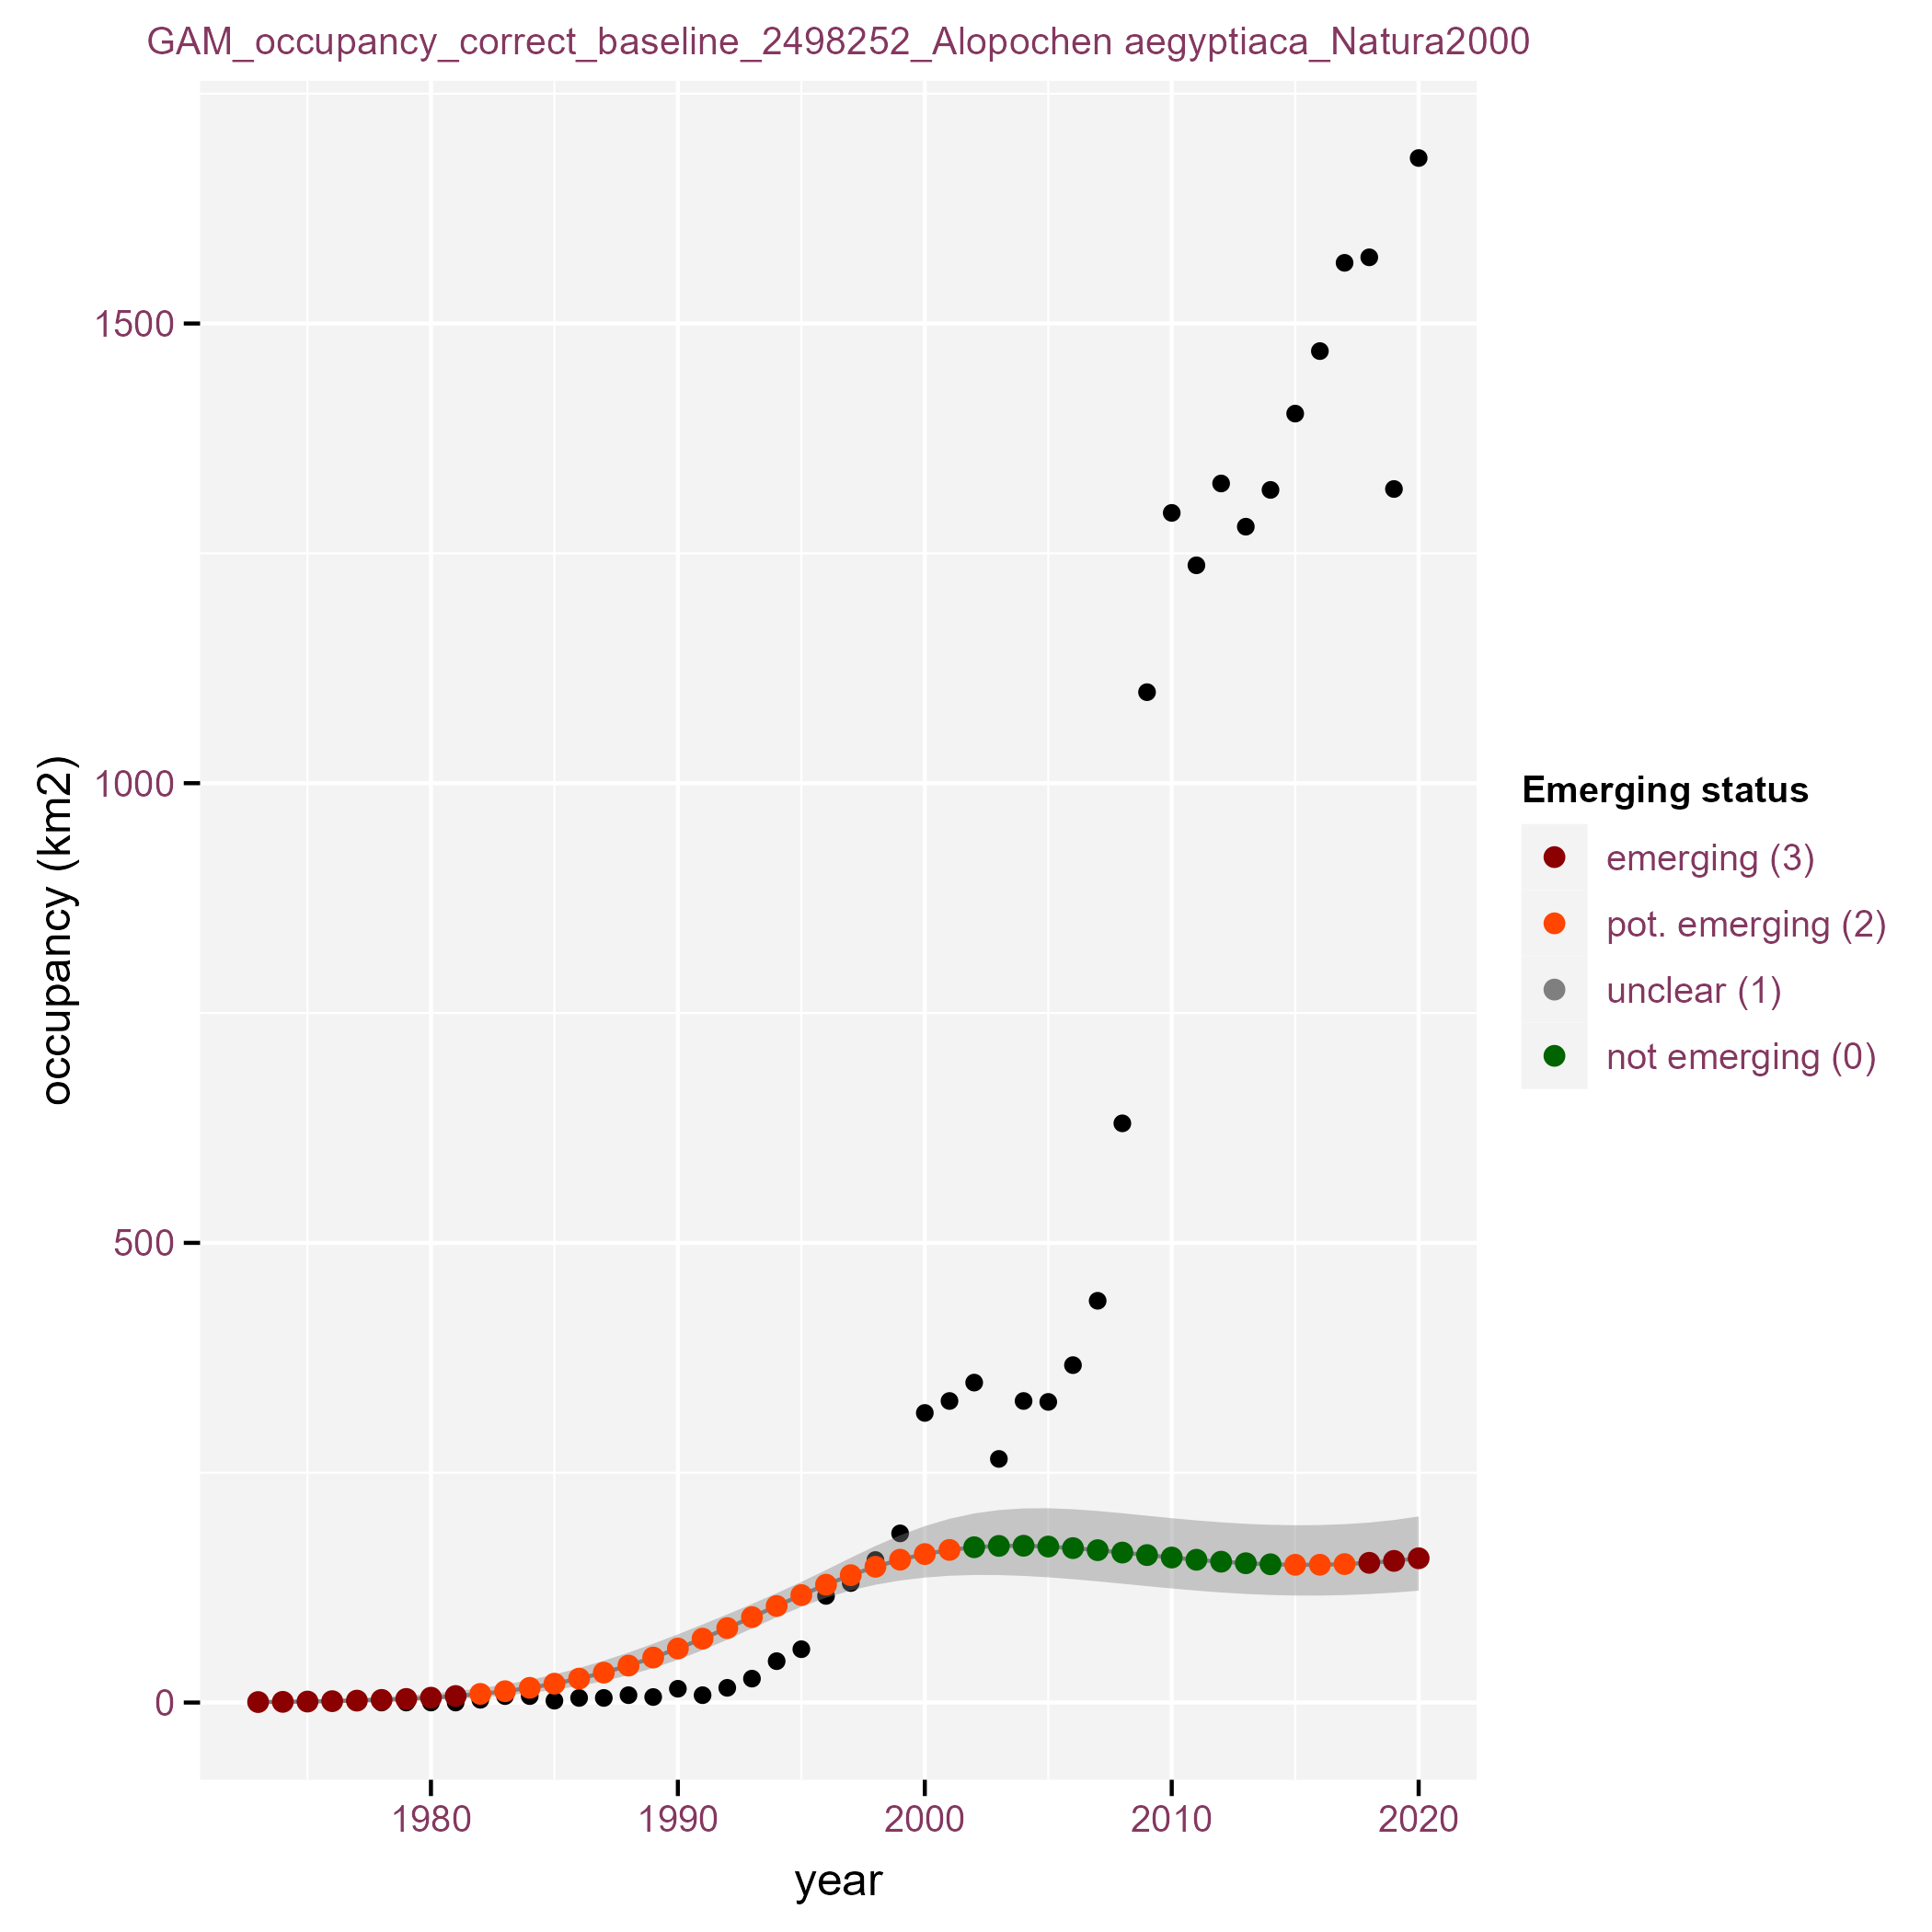 GAM_occupancy_correct_baseline_2498252_Alopochen aegyptiaca_Natura2000
occupancy (km2)
1500
1000
500
0
1980 1990 2000 2010 2020
year
Emerging status
emerging (3)
pot. emerging (2)
unclear (1)
not emerging (0)